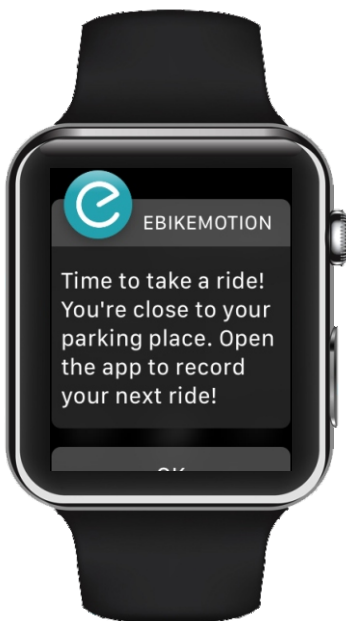 EBIKEMOTION
Time to take a ride!
You're close to your
parking place. Open
the app to record
your next ride!
OK